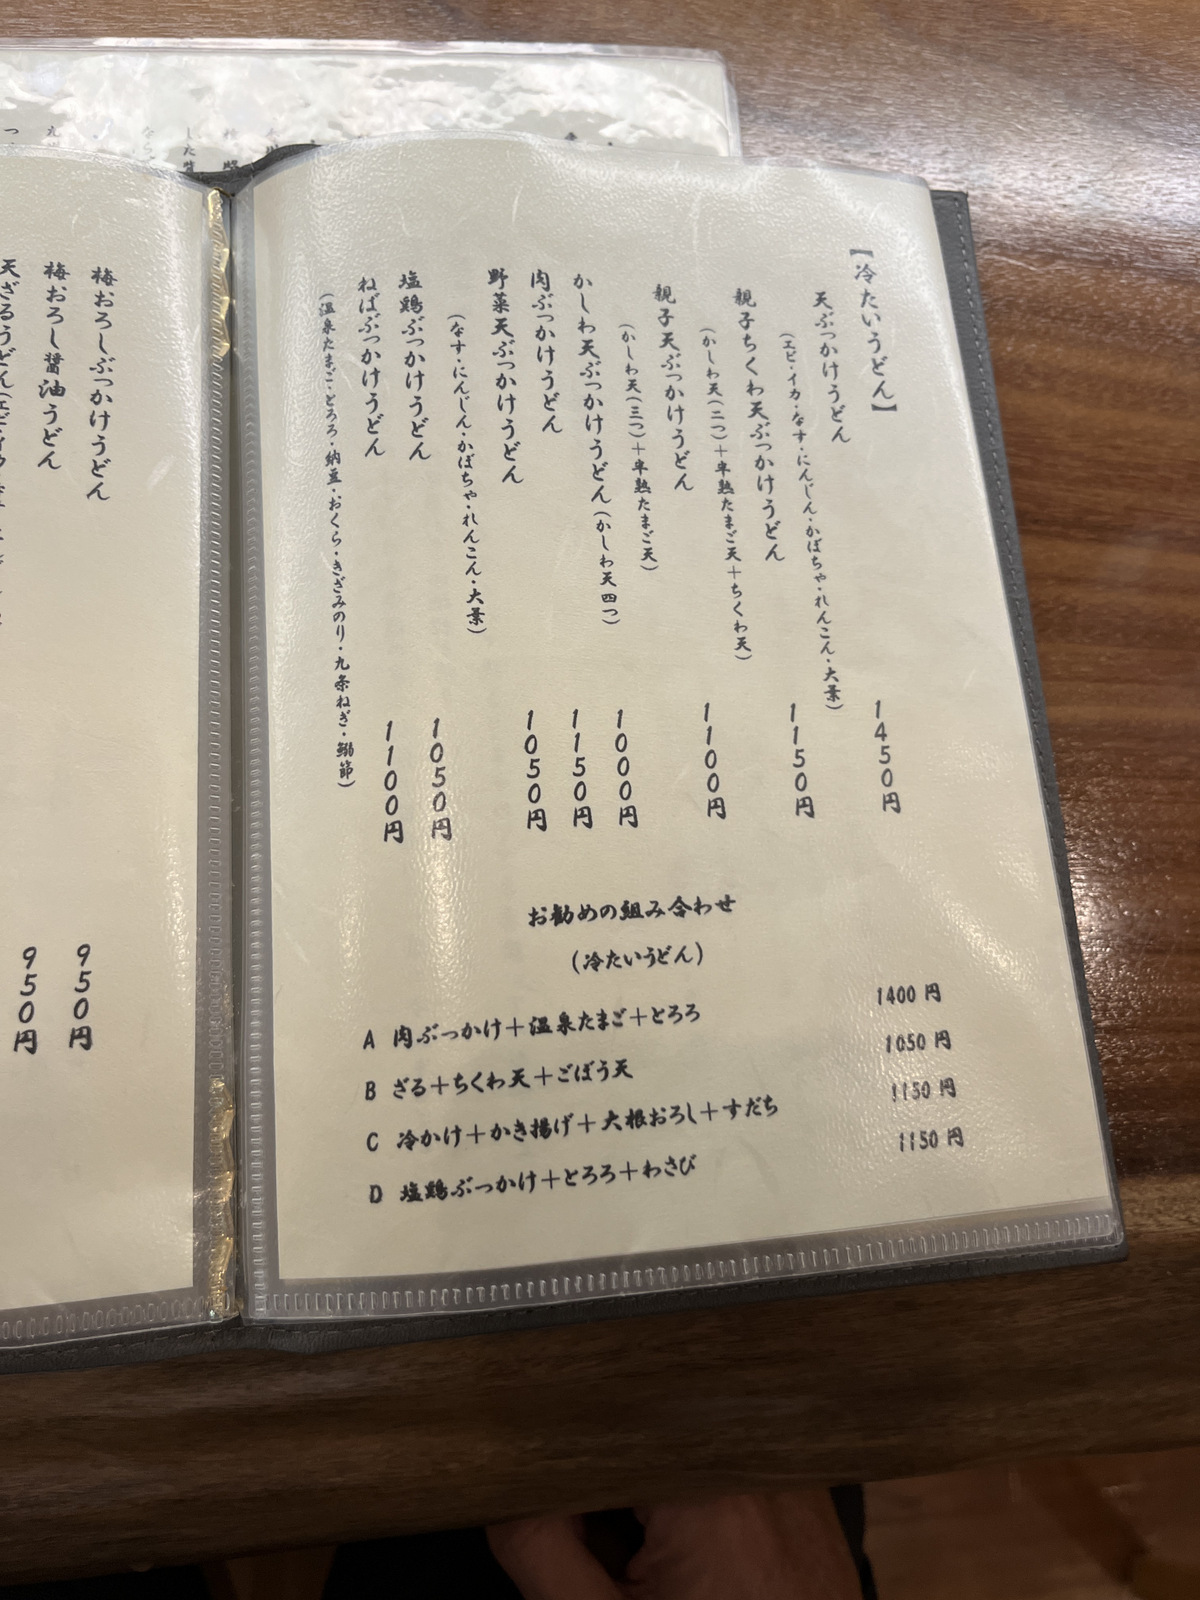 【冷たいうどん】
天ぶっかけうどん 1450円
(エビ・イカ・なす・にんじん・かぼちゃ・れんこん・大葉)
親子ちくわ天ぶっかけうどん 1150円
(かしわ天(二つ)+半熟たまご天+ちくわ天)
親子天ぶっかけうどん 1100円
(かしわ天(三つ)+半熟たまご天)
かしわ天ぶっかけうどん(かしわ天四つ) 1000円
肉ぶっかけうどん 1150円
野菜天ぶっかけうどん 1050円
(なす・にんじん・かぼちゃ・れんこん・大葉)
塩鶏ぶっかけうどん 1050円
ねばぶっかけうどん 1100円
(温泉たまご・とろろ・納豆・おくら・きざみのり・九条ねぎ・鰯節)
お勧めの組み合わせ
(冷たいうどん)
A 肉ぶっかけ+温泉たまご+とろろ 1400円
B ざる+ちくわ天+ごぼう天 1050円
C 冷かけ+かき揚げ+大根おろし+すだち 1150円
D 塩鶏ぶっかけ+とろろ+わさび 1150円
梅おろしぶっかけうどん 950円
梅おろし醤油うどん 950円
天ざるうどん